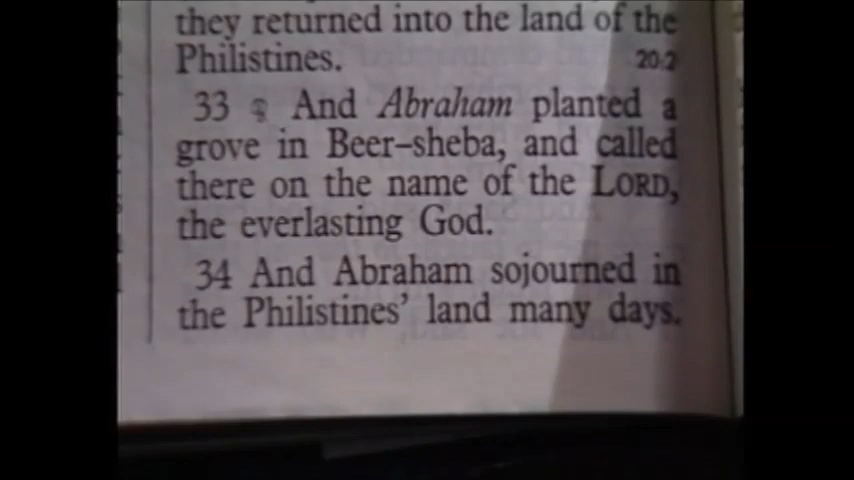 they returned into the land of the
Philistines. 20:2
33 And Abraham planted a
grove in Beer–sheba, and called
there on the name of the LORD,
the everlasting God.
34 And Abraham sojourned in
the Philistines’ land many days.